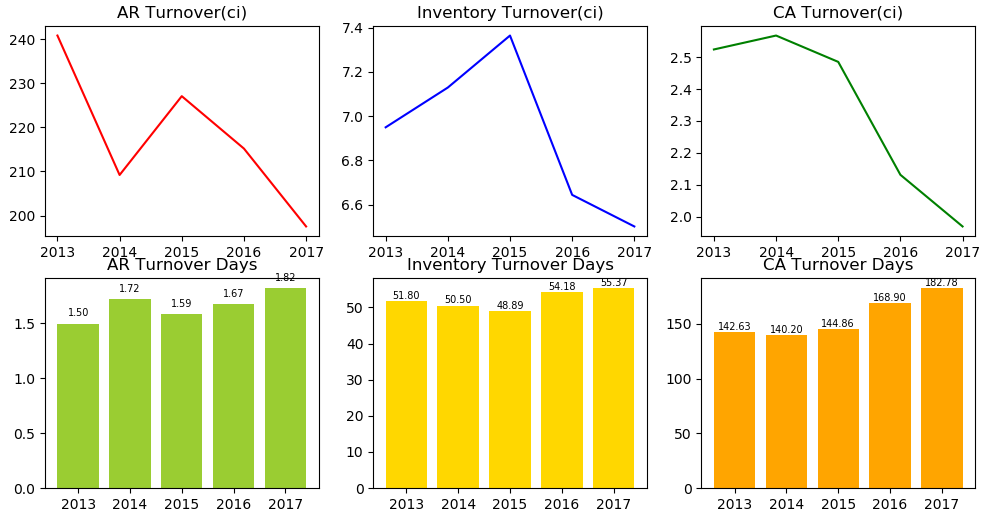 AR Turnover(ci)
240
230
220
210
200
2013 2014 2015 2016 2017
Inventory Turnover(ci)
7.4
7.2
7.0
6.8
6.6
2013 2014 2015 2016 2017
CA Turnover(ci)
2.5
2.4
2.3
2.2
2.1
2.0
2013 2014 2015 2016 2017
AR Turnover Days
1.50 1.72 1.59 1.67 1.82
1.5
1.0
0.5
0.0
2013 2014 2015 2016 2017
Inventory Turnover Days
51.80 50.50 48.89 54.18 55.37
50
40
30
20
10
0
2013 2014 2015 2016 2017
CA Turnover Days
142.63 140.20 144.86 168.90 182.78
150
100
50
0
2013 2014 2015 2016 2017